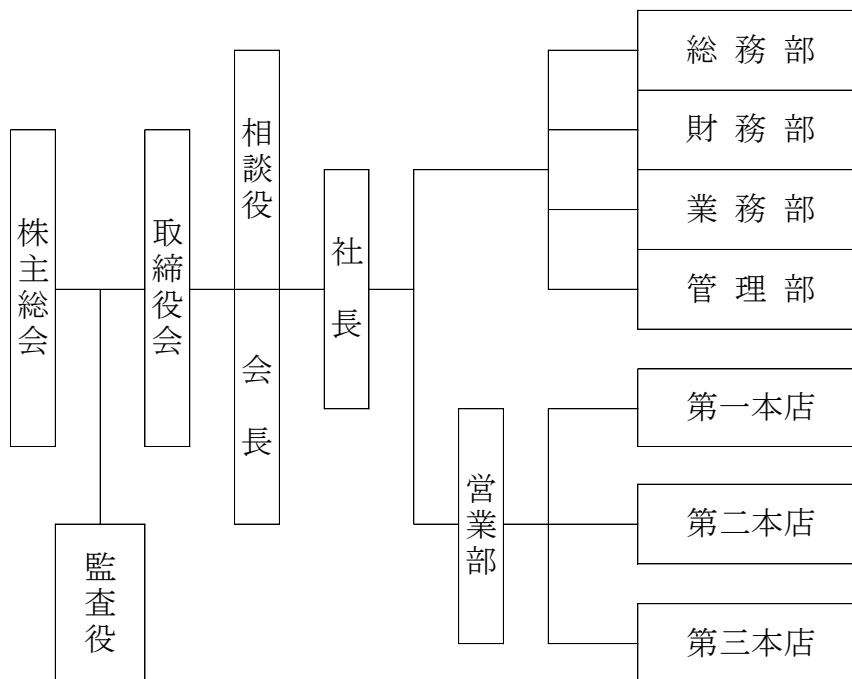 株主総会
監査役
取締役会
相談役
会長
社長
総務部
財務部
業務部
管理部
営業部
第一本店
第二本店
第三本店